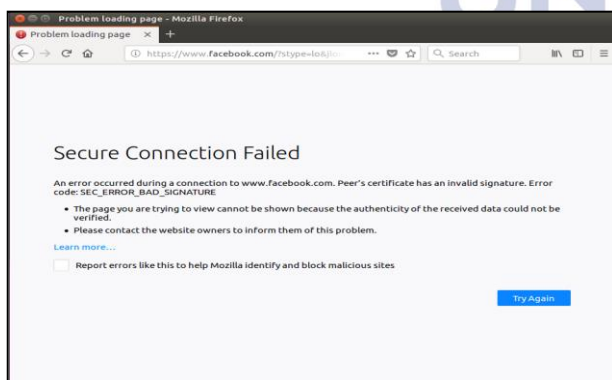 Problem loading page - Mozilla Firefox
Problem loading page
https://www.facebook.com/?stype=lo&jlo
Search
Secure Connection Failed
An error occurred during a connection to www.facebook.com. Peer's certificate has an invalid signature. Error
code: SEC_ERROR_BAD_SIGNATURE
The page you are trying to view cannot be shown because the authenticity of the received data could not be
verified.
Please contact the website owners to inform them of this problem.
Learn more...
Report errors like this to help Mozilla identify and block malicious sites
Try Again